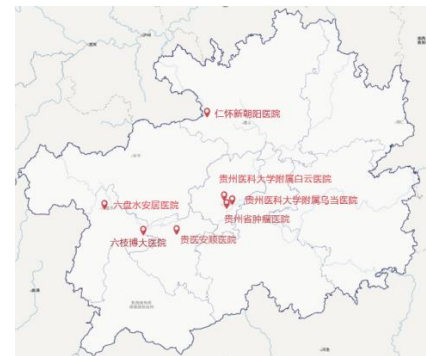 仁怀新朝阳医院
贵州医科大学附属白云医院
六盘水安居医院
贵州医科大学附属乌当医院
贵州省肿瘤医院
六枝博大医院
贵医安顺医院